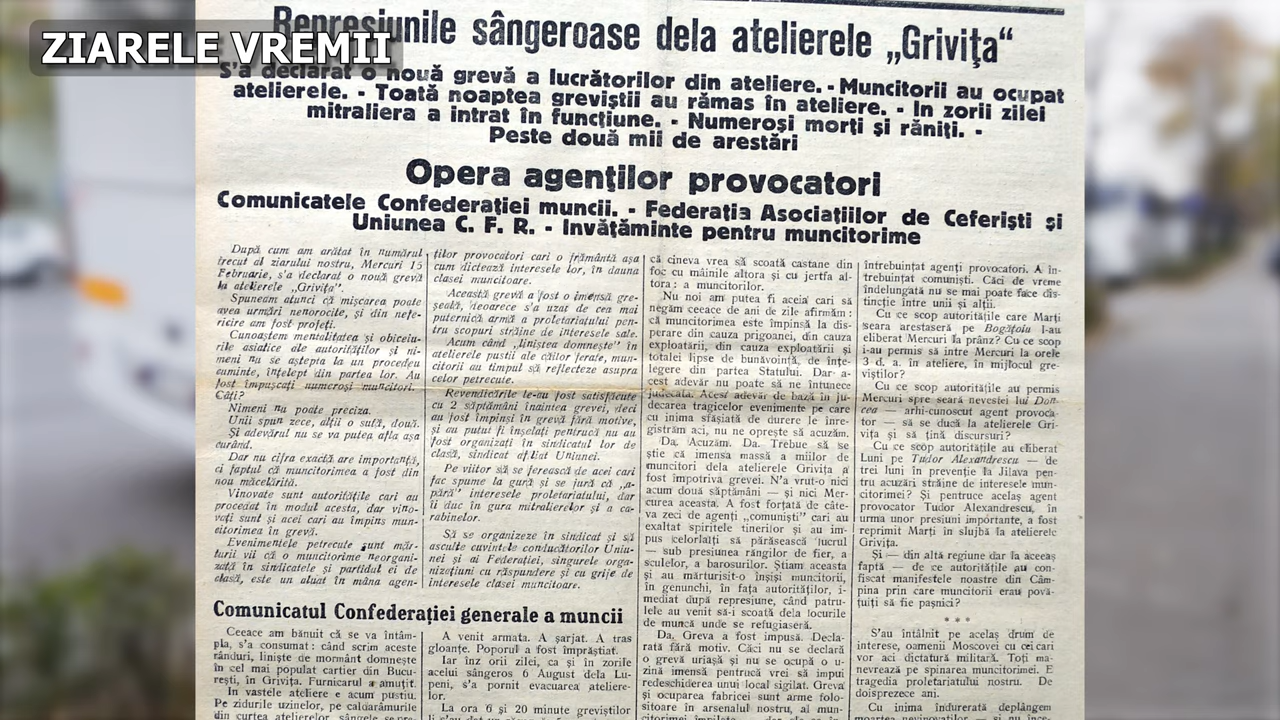 ZIARELE VREMII
Represiunile sângeroase dela atelierele „Grivița“
S'a declarat o nouă grevă a lucrătorilor din ateliere. - Muncitorii au ocupat
atelierele. - Toată noaptea greviștii au rămas în ateliere. - In zorii zilei
mitraliera a intrat în funcțiune. - Numeroși morți și răniți. -
Peste două mii de arestări
Opera agenților provocatori
Comunicatele Confederației muncii. - Federația Asociațiilor de Ceferiști și
Uniunea C. F. R. - Invățăminte pentru muncitorime
După cum am arătat în numărul
trecut al ziarului nostru, Mercuri 15
Februarie, s'a declarat o nouă grevă
la atelierele „Grivița“.
Spuneam atunci că mișcarea poate
avea urmări nenorocite, și din nefe-
ricire am fost profeți.
Cunoaștem mentalitatea și obiceiu-
rile asiatice ale autorităților și ni-
meni nu se aștepta la un procedeu
cuminte, înțelept din partea lor. Au
fost împușcați numeroși muncitori.
Câți?
Nimeni nu poate preciza.
Unii spun zece, alții o sută, două.
Și adevărul nu se va putea afla așa
curând.
Dar nu cifra exactă are importanță,
ci faptul că muncitorimea a fost din
nou măcelărită.
Vinovate sunt autoritățile cari au
procedat în modul acesta, dar vino-
vați sunt și acei cari au împins mun-
citorimea în grevă.
Evenimentele petrecute sunt măr-
turii vii că o muncitorime neorgani-
zată în sindicatele și partidul ei de
clasă, este un aluat în mâna agen-
ților provocatori cari o frământă așa
cum dictează interesele lor, în dauna
clasei muncitoare.
Această grevă a fost o imensă gre-
șeală, deoarece s'a uzat de cea mai
puternică armă a proletariatului pen-
tru scopuri străine de interesele sale.
Acum când „liniștea domnește“ în
atelierele pustii ale căilor ferate, mun-
citorii au timpul să reflecteze asupra
celor petrecute.
Revendicările le-au fost satisfăcute
cu 2 săptămâni înaintea grevei, deci
au fost împinși în grevă fără motive,
și au putut fi înșelați pentrucă nu au
fost organizați în sindicatul lor de
clasă, sindicat afiliat Uniunei.
Pe viitor să se ferească de acei cari
fac spume la gură și se jură că „a-
pără“ interesele proletariatului, dar
îi duc în gura mitralierelor și a ca-
rabinelor.
Să se organizeze în sindicat și să
asculte cuvintele conducătorilor Uniu-
nei și ai Federației, singurele orga-
nizațiuni cu răspundere și cu grije de
interesele clasei muncitoare.
Comunicatul Confederației generale a muncii
Ceeace am bănuit că se va întâm-
pla, s'a consumat: când scrim aceste
rânduri, liniște de mormânt domnește
în cel mai populat cartier din Bucu-
rești, în Grivița. Furnicarul a amuțit.
In vastele ateliere e acum pustiu.
Pe zidurile uzinelor, pe caldarâmurile
din curtea atelierelor, sângele se pre-
A venit armata. A șarjat. A tras
gloanțe. Poporul a fost împrăștiat.
Iar înz orii zilei, ca și în zorile
acelui sângeros 6 August dela Lu-
peni, s'a pornit evacuarea ateliere-
lor.
La ora 6 și 20 minute greviștilor
că cineva vrea să scoată castane din
foc cu mâinile altora și cu jertfa al-
tora: a muncitorilor.
Nu noi am putea fi aceia cari să
negăm ceeace de ani de zile afirmăm:
că muncitorimea este împinsă la dis-
perare din cauza prigoanei, din cauza
exploatării, din cauza exploatării și
totalei lipse de bunăvoință, de înțe-
legere din partea Statului. Dar a-
cest adevăr nu poate să ne întunece
judecata. Acest adevăr de bază în ju-
decarea tragicelor evenimente pe care
cu inima sfâșiată de durere le înre-
gistrăm aci, nu ne oprește să acuzăm.
Da. Acuzăm. Da. Trebue să se
știe că imensa massă a miilor de
muncitori dela atelierele Grivița a
fost împotriva grevei. N'a vrut-o nici
acum două săptămâni — și nici Mer-
curea aceasta. A fost forțată de câte-
va zeci de agenți „comuniști“ cari au
exaltat spiritele tinerilor și au im-
pus celorlalți să părăsească lucrul
— sub presiunea răngilor de fier, a
sculelor, a barosurilor. Știam aceasta
și au mărturisit-o înșiși muncitorii,
în genunchi, în fața autorităților, i-
mediat după represiune, când patru-
lele au venit să-i scoată dela locurile
de muncă unde se refugiaseră.
Da. Greva a fost impusă. Decla-
rată fără motiv. Căci nu se declară
o grevă uriașă și nu se ocupă o u-
zină imensă pentrucă vrei să impui
redeschiderea unui local sigilat. Greva
și ocuparea fabricei sunt arme folo-
sitoare în arsenalul nostru, al mun-
întrebuințat agenți provocatori. A în-
trebuințat comuniști. Căci de vreme
îndelungată nu se mai poate face dis-
tincție între unii și alții.
Cu ce scop autoritățile care Marți
seara arestaseră pe Bogățoiu l-au
eliberat Mercuri la prânz? Cu ce scop
i-au permis să intre Mercuri la orele
3 d. a. în ateliere, în mijlocul gre-
viștilor?
Cu ce scop autoritățile au permis
Mercuri spre seară nevestei lui Don-
cea — arhi-cunoscut agent provoca-
tor — să se ducă la atelierele Gri-
vița și să țină discursuri?
Cu ce scop autoritățile au eliberat
Luni pe Tudor Alexandrescu — de
trei luni în prevenție la Jilava pen-
tru acuzări străine de interesele mun-
citorimei? Și pentruce acelaș agent
provocator Tudor Alexandrescu, în
urma unor presiuni importante, a fost
reprimit Marți în slujbă la atelierele
Grivița.
Și — din altă regiune dar la aceeaș
faptă — de ce autoritățile au con-
fiscat manifestele noastre din Câm-
pina prin care muncitorii erau povă-
țuiți să fie pașnici?
* * *
S'au întâlnit pe acelaș drum de
interese, oamenii Moscovei cu cei cari
vor aci dictatură militară. Toți ma-
nevrează pe spinarea muncitorimei. E
tragedia proletariatului nostru. De
doisprezece ani.
Cu inima îndurerată deplângem